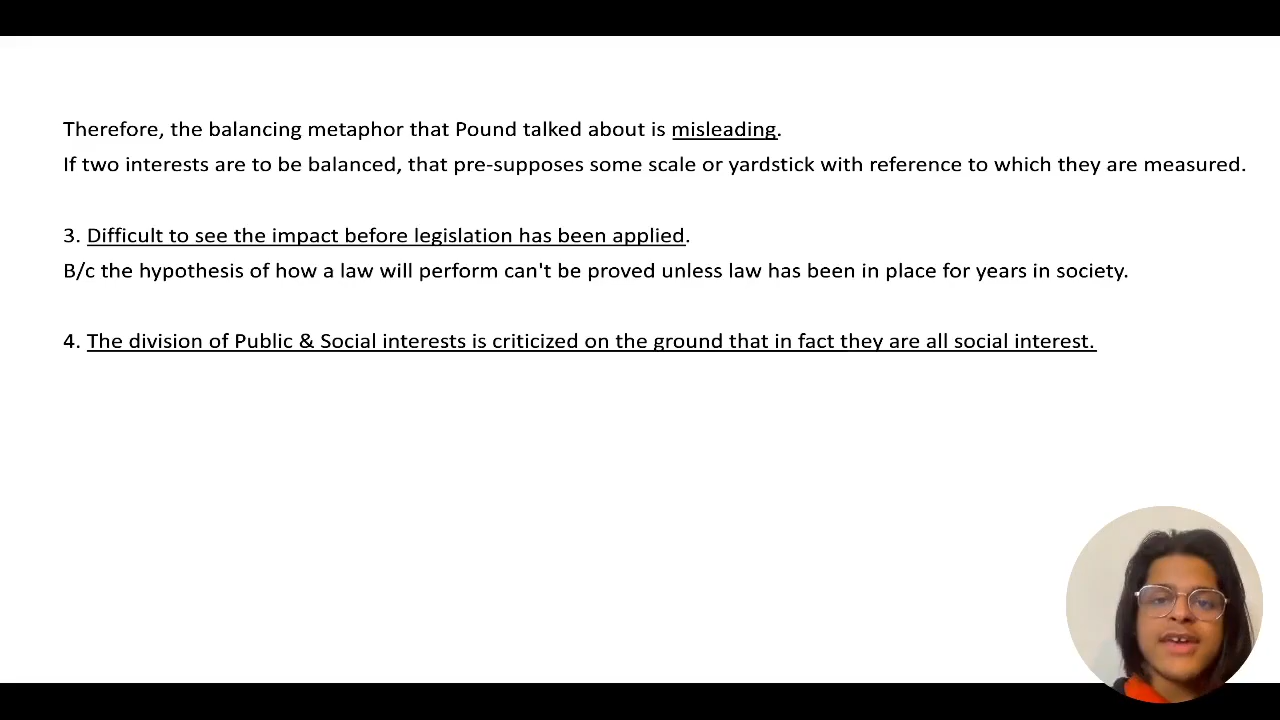 Therefore, the balancing metaphor that Pound talked about is misleading.
If two interests are to be balanced, that pre-supposes some scale or yardstick with reference to which they are measured.
3. Difficult to see the impact before legislation has been applied.
B/c the hypothesis of how a law will perform can't be proved unless law has been in place for years in society.
4. The division of Public & Social interests is criticized on the ground that in fact they are all social interest.